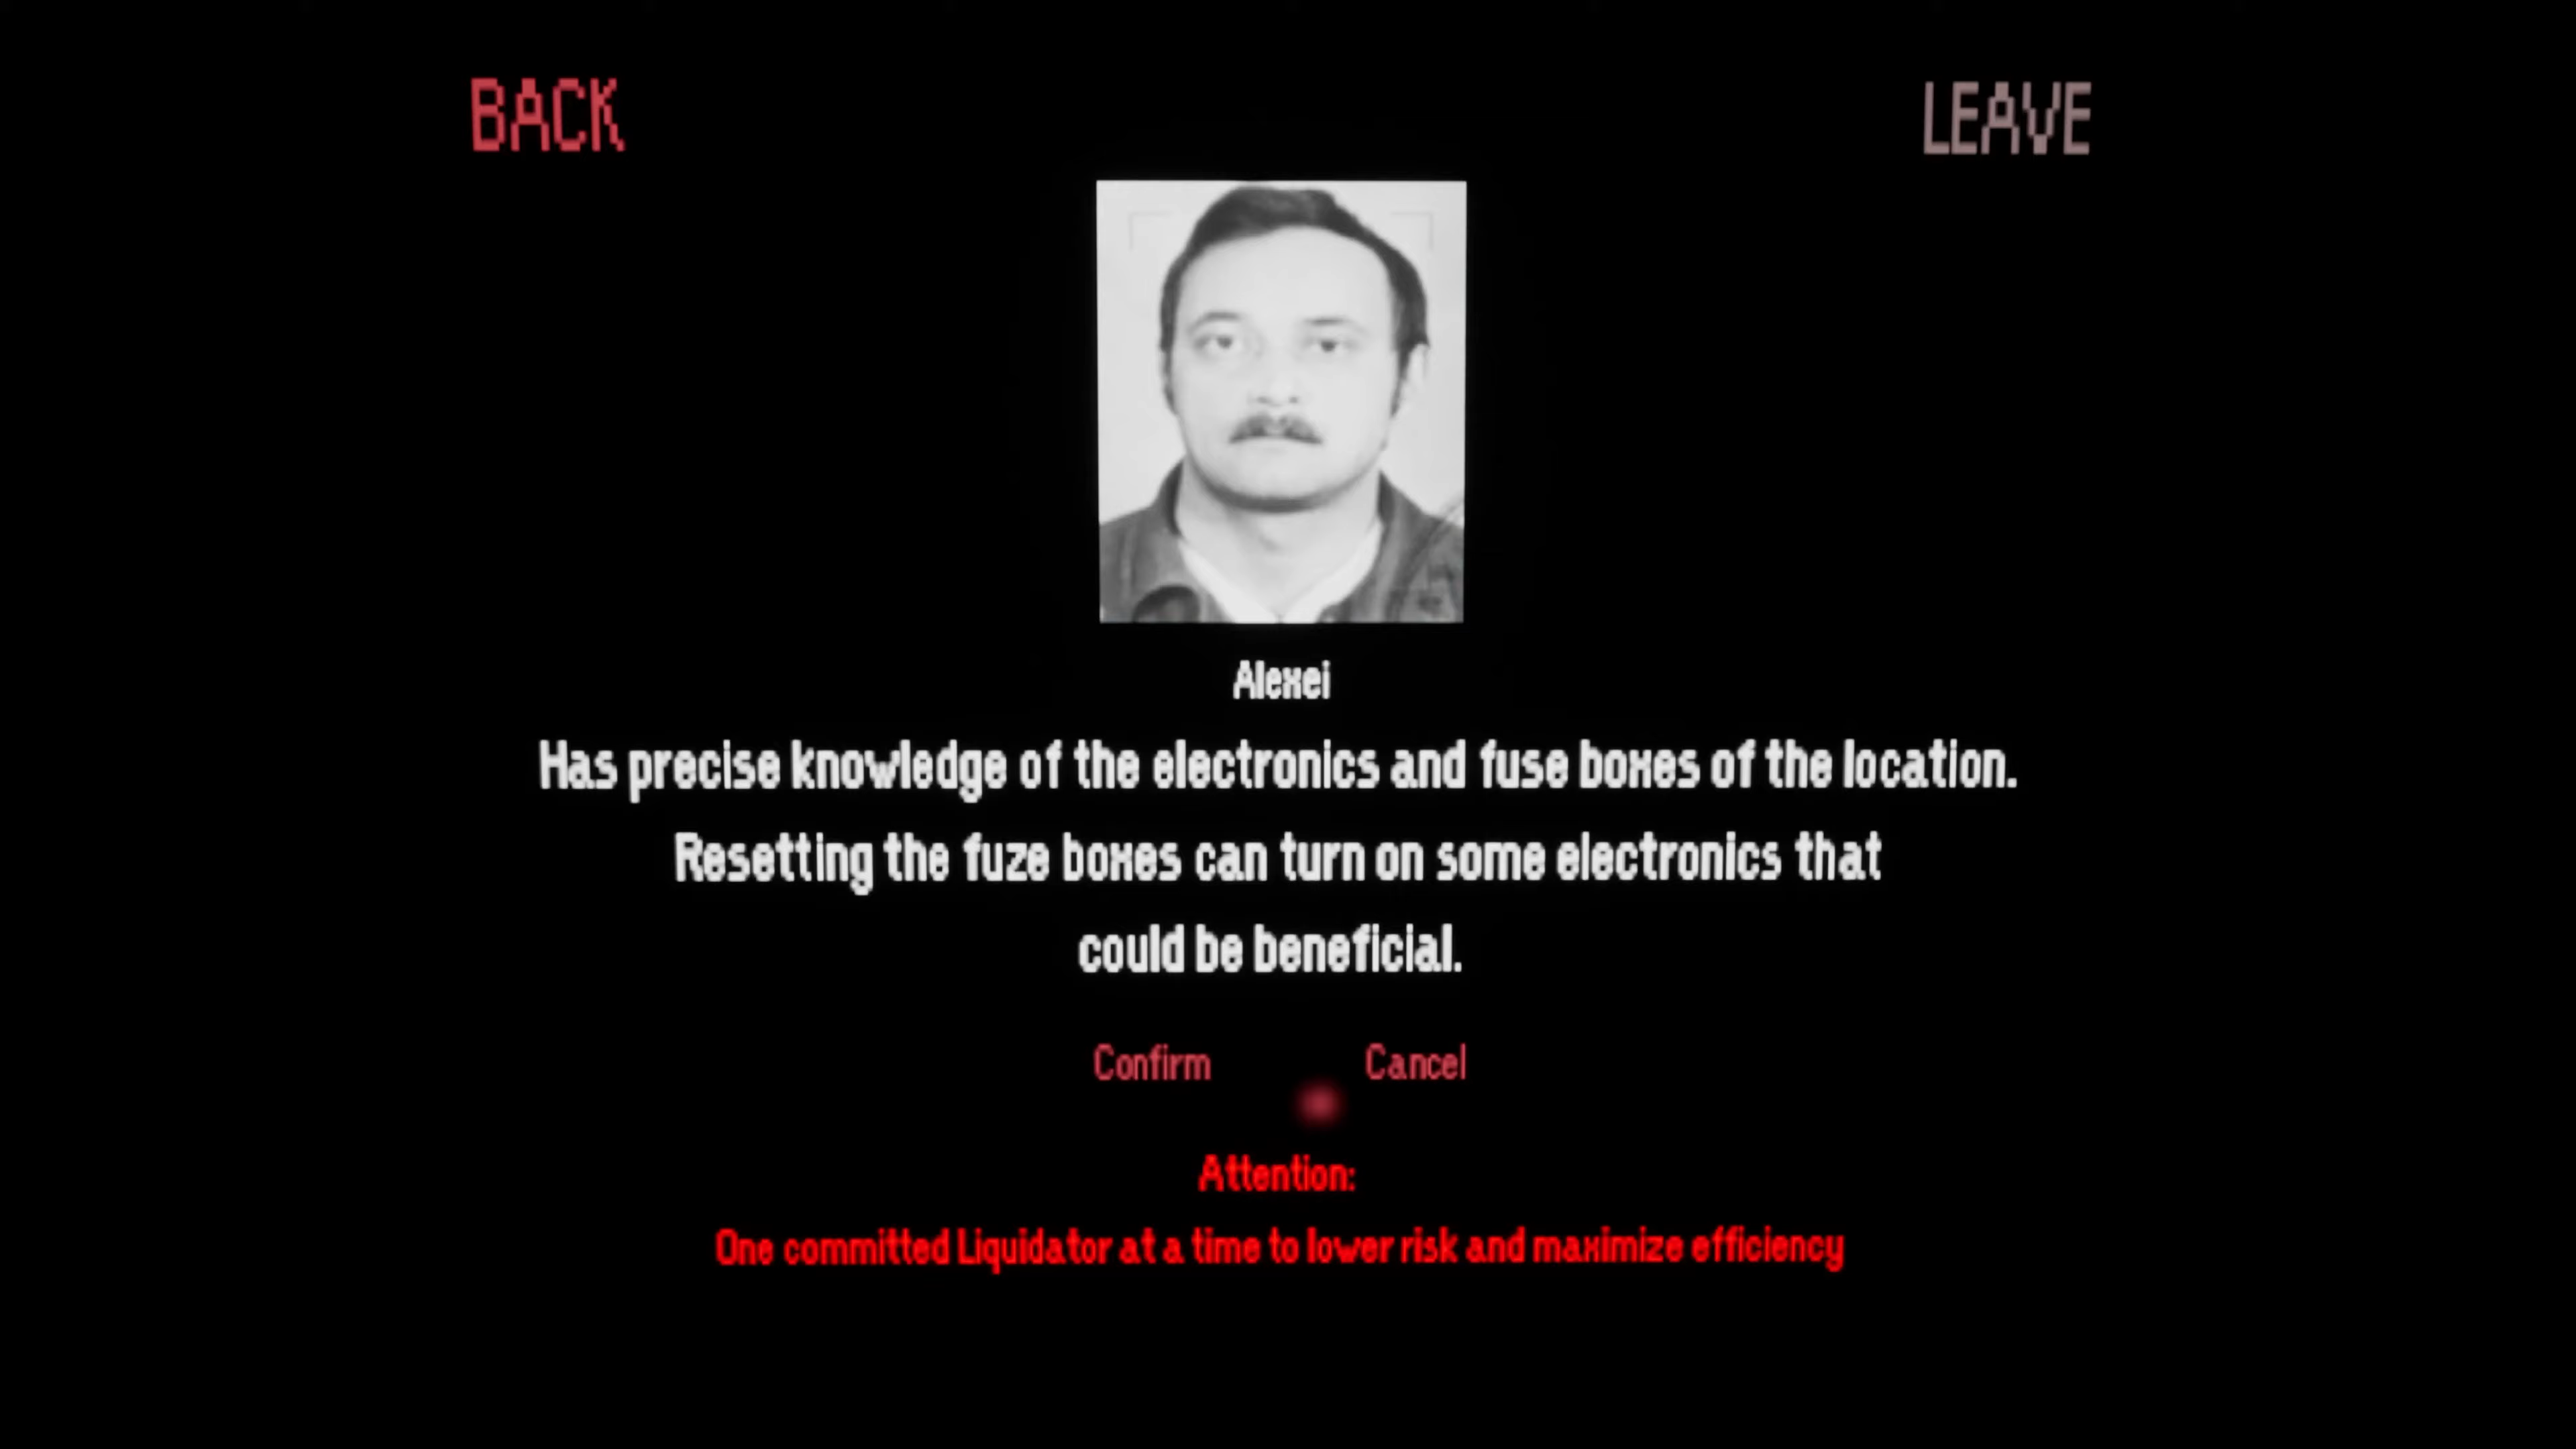 BACK
LEAVE
Alexei
Has precise knowledge of the electronics and fuse boxes of the location.
Resetting the fuze boxes can turn on some electronics that
could be beneficial.
Confirm
Cancel
Attention:
One committed Liquidator at a time to lower risk and maximize efficiency